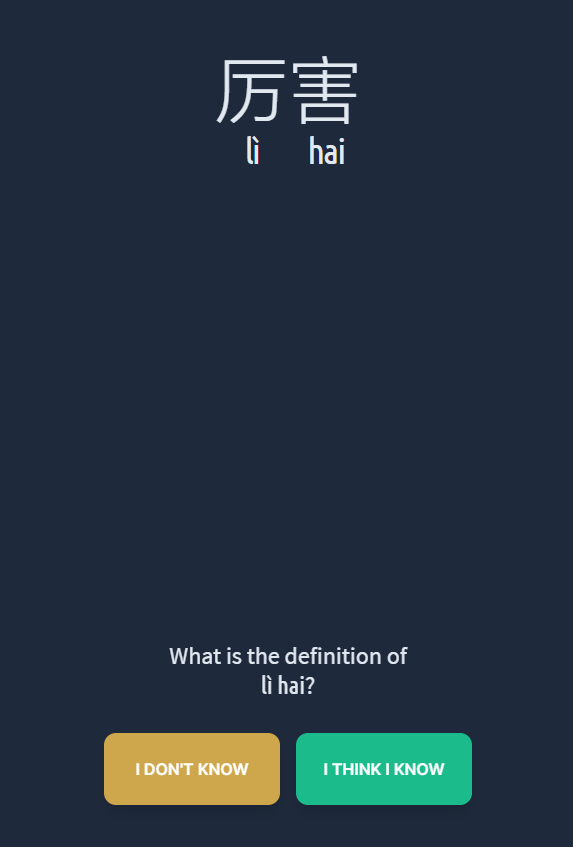 厉害
lì hai
What is the definition of
lì hai?
I DON'T KNOW I THINK I KNOW